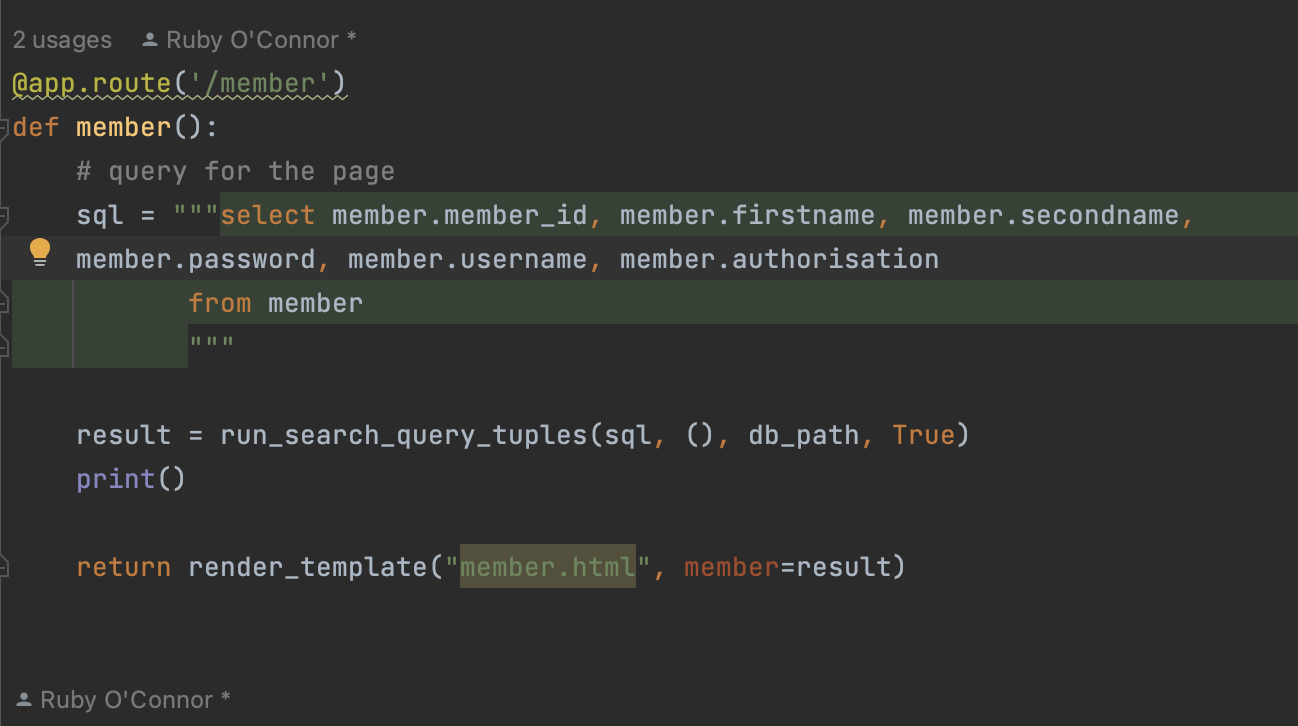 2 usages Ruby O'Connor *
@app.route('/member')
def member():
# query for the page
sql = """select member.member_id, member.firstname, member.secondname,
member.password, member.username, member.authorisation
from member
"""
result = run_search_query_tuples(sql, (), db_path, True)
print()
return render_template("member.html", member=result)
Ruby O'Connor *